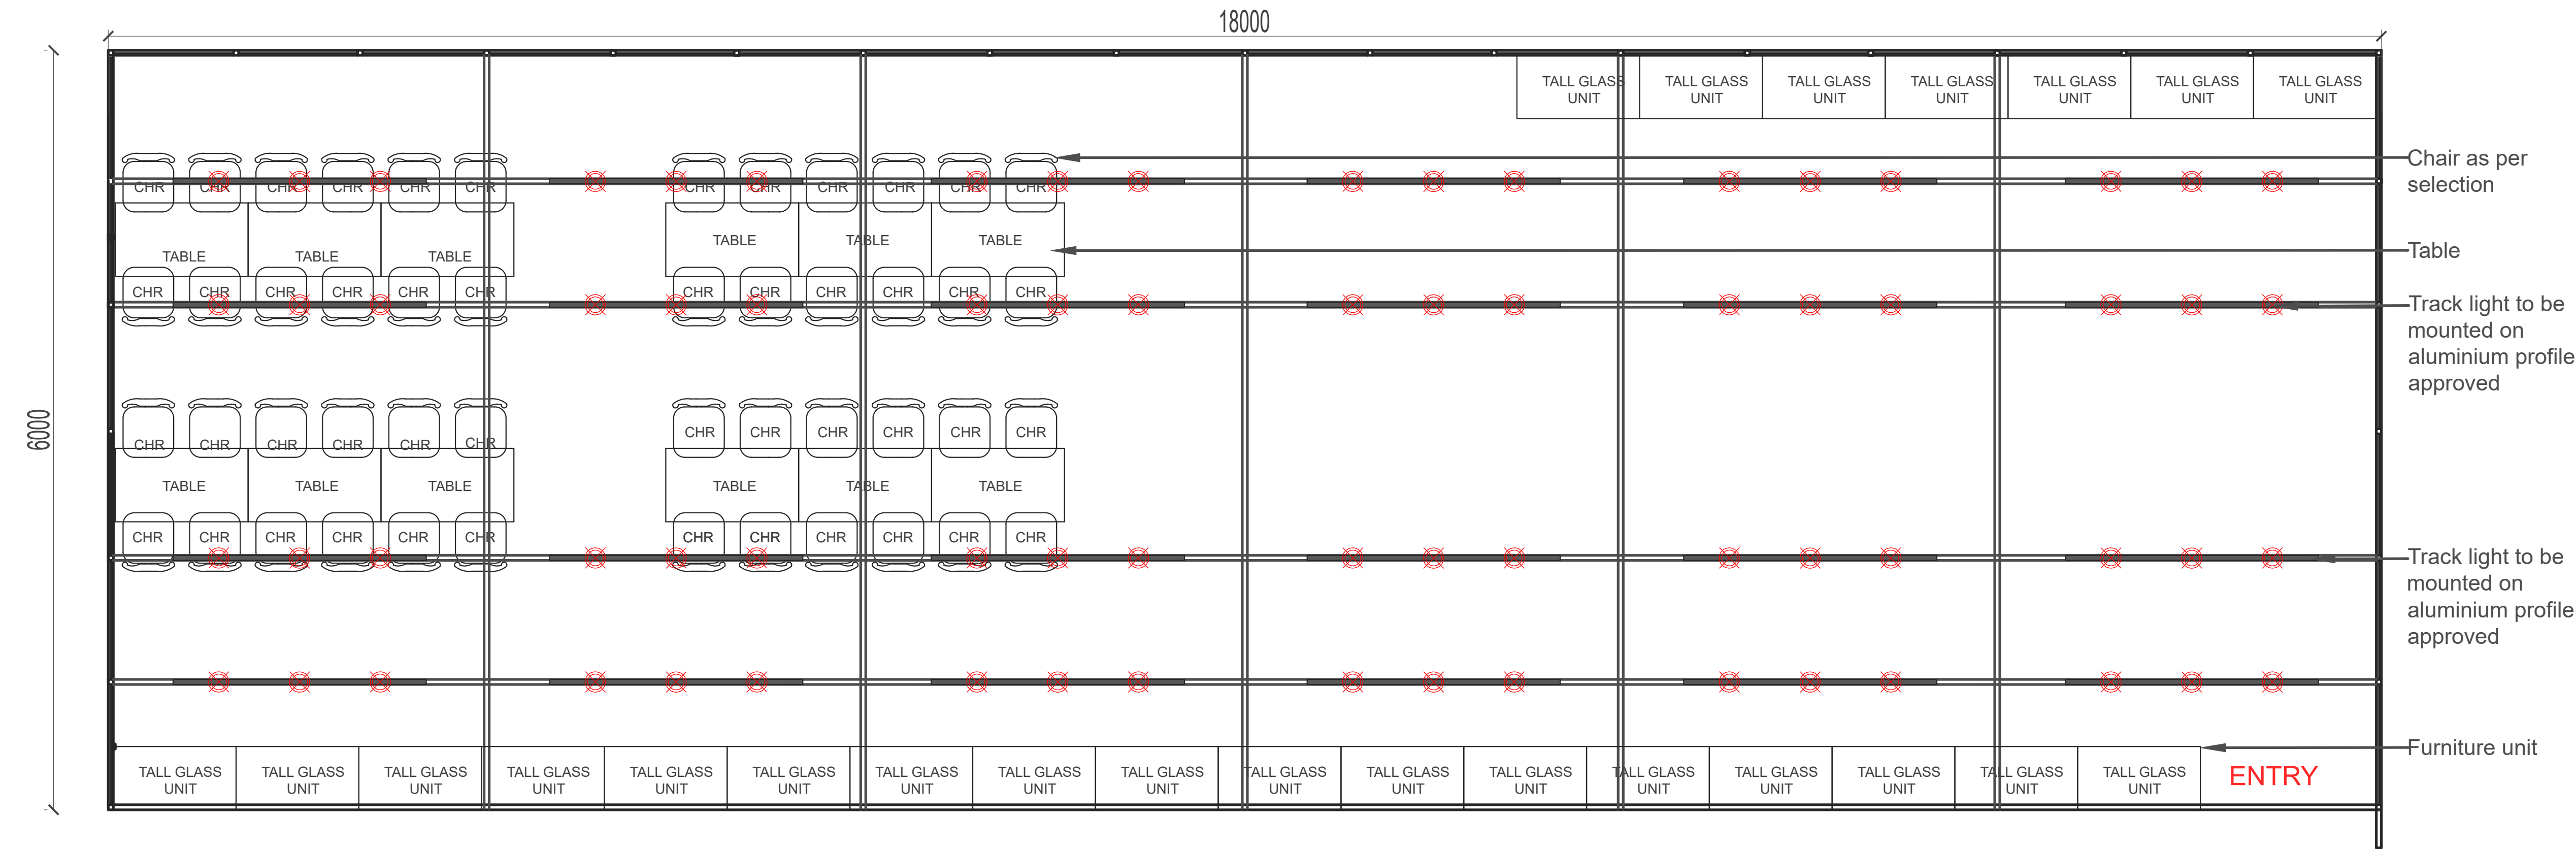 18000
6000
TALL GLASS TALL GLASS TALL GLASS TALL GLASS TALL GLASS TALL GLASS TALL GLASS
UNIT UNIT UNIT UNIT UNIT UNIT UNIT
Chair as per
selection
CHR CHR CHR CHR CHR CHR CHR CHR CHR CHR CHR CHR
TABLE TABLE TABLE
Table
TABLE TABLE TABLE
CHR CHR CHR CHR CHR CHR CHR CHR CHR CHR CHR CHR
Track light to be
mounted on
aluminium profile
approved
CHR CHR CHR CHR CHR CHR
CHR CHR CHR CHR CHR CHR
TABLE TABLE TABLE TABLE TABLE TABLE
CHR CHR CHR CHR CHR CHR CHR CHR CHR CHR CHR CHR
Track light to be
mounted on
aluminium profile
approved
Furniture unit
TALL GLASS TALL GLASS TALL GLASS TALL GLASS TALL GLASS TALL GLASS TALL GLASS TALL GLASS TALL GLASS TALL GLASS TALL GLASS TALL GLASS TALL GLASS TALL GLASS TALL GLASS TALL GLASS TALL GLASS
UNIT UNIT UNIT UNIT UNIT UNIT UNIT UNIT UNIT UNIT UNIT UNIT UNIT UNIT UNIT UNIT UNIT
ENTRY